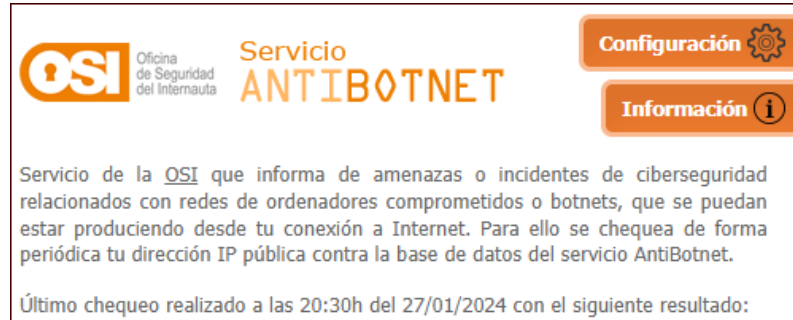 OSI
Oficina
de Seguridad
del Internauta
Servicio
ANTIBOTNET
Configuración
Información i
Servicio de la OSI que informa de amenazas o incidentes de ciberseguridad
relacionados con redes de ordenadores comprometidos o botnets, que se puedan
estar produciendo desde tu conexión a Internet. Para ello se chequea de forma
periódica tu dirección IP pública contra la base de datos del servicio AntiBotnet.
Último chequeo realizado a las 20:30h del 27/01/2024 con el siguiente resultado: